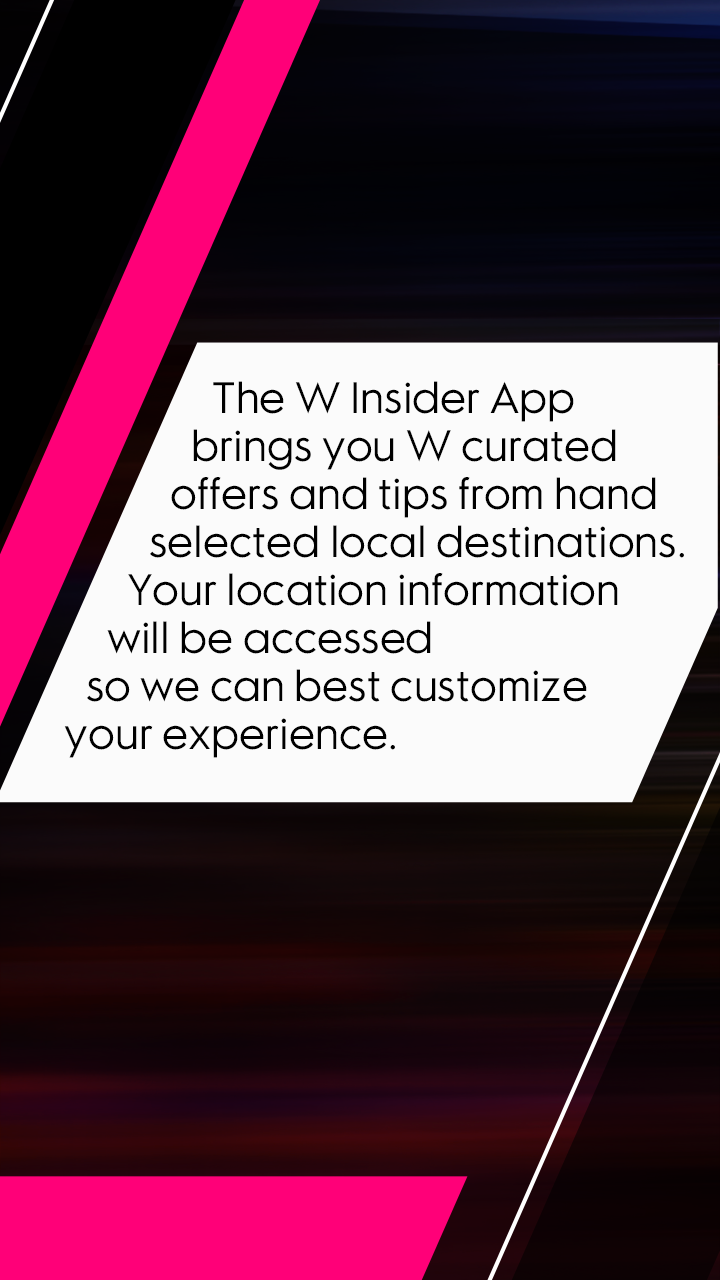 The W Insider App
brings you W curated
offers and tips from hand
selected local destinations.
Your location information
will be accessed
so we can best customize
your experience.